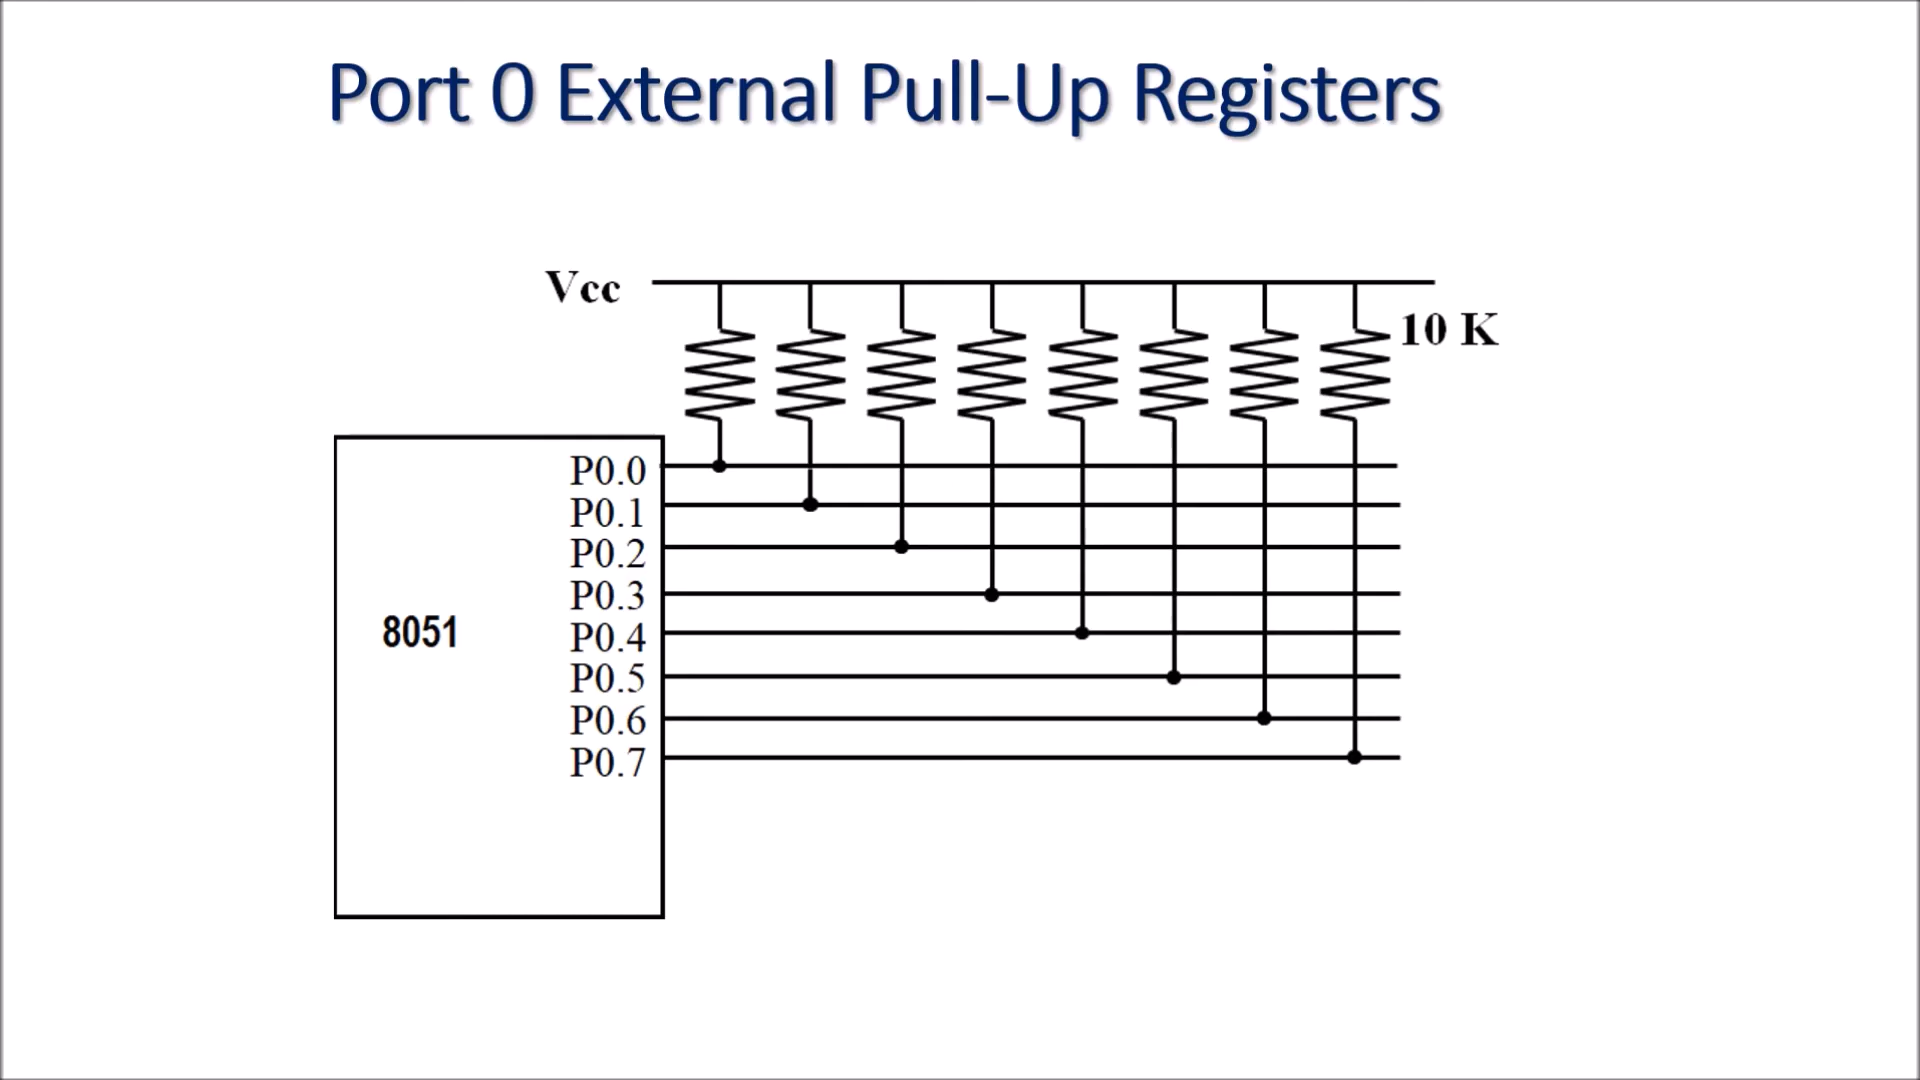 Port 0 External Pull-Up Registers
Vcc
10 K
P0.0
P0.1
P0.2
P0.3
8051
P0.4
P0.5
P0.6
P0.7